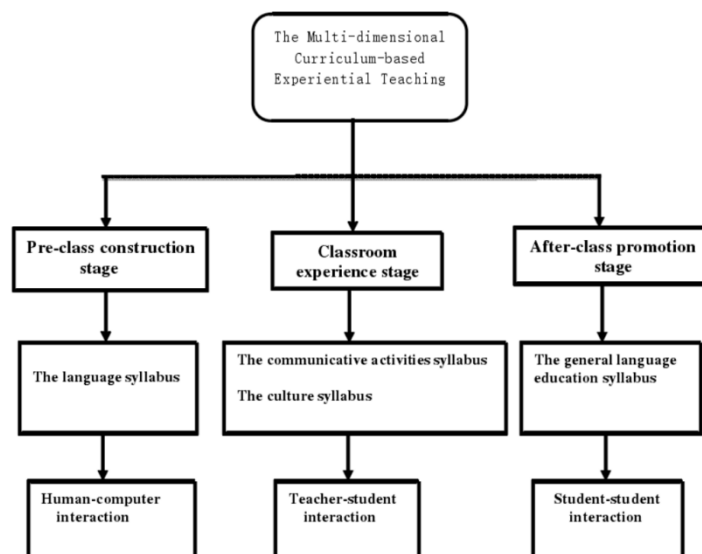 The Multi-dimensional
Curriculum-based
Experiential Teaching
Pre-class construction
stage
Classroom
experience stage
After-class promotion
stage
The language syllabus
The communicative activities syllabus
The culture syllabus
The general language
education syllabus
Human-computer
interaction
Teacher-student
interaction
Student-student
interaction